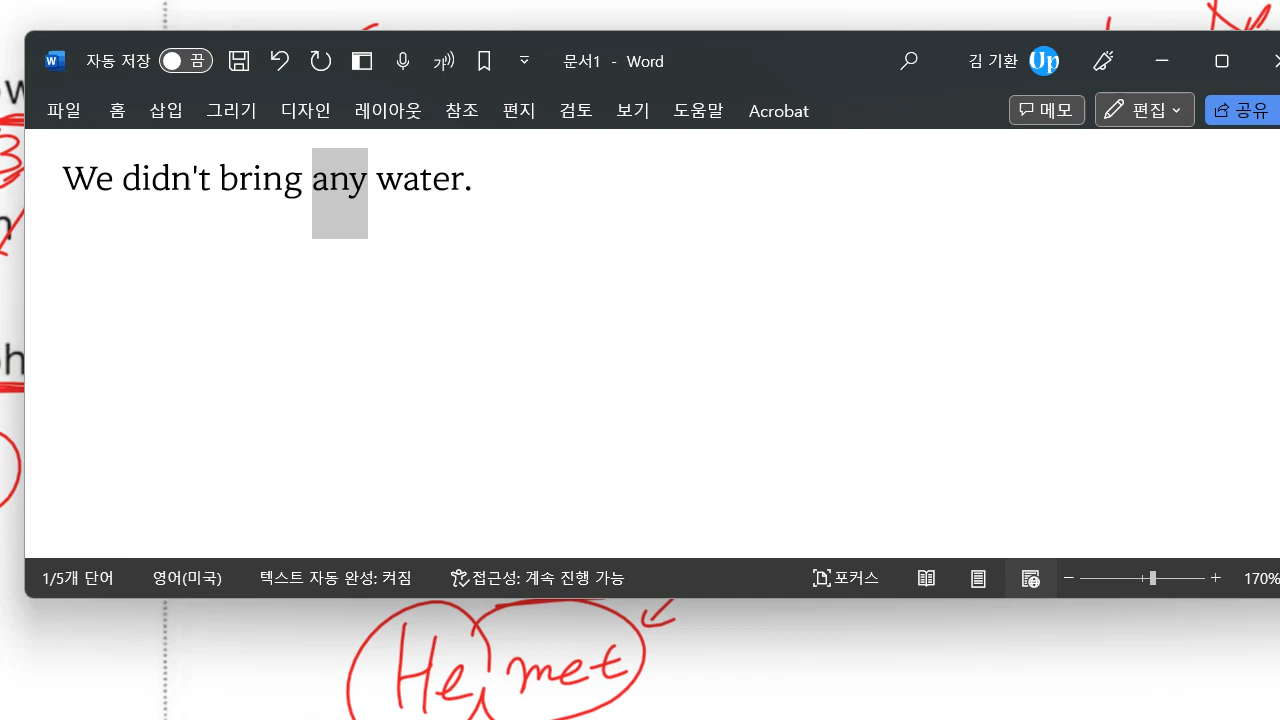 자동 저장 끔 가 문서1 - Word 김 기환 Up
파일 홈 삽입 그리기 디자인 레이아웃 참조 편지 검토 보기 도움말 Acrobat 메모 편집 공유
We didn't bring any water.
1/5개 단어 영어(미국) 텍스트 자동 완성: 켜짐 접근성: 계속 진행 가능 포커스 170%
He met